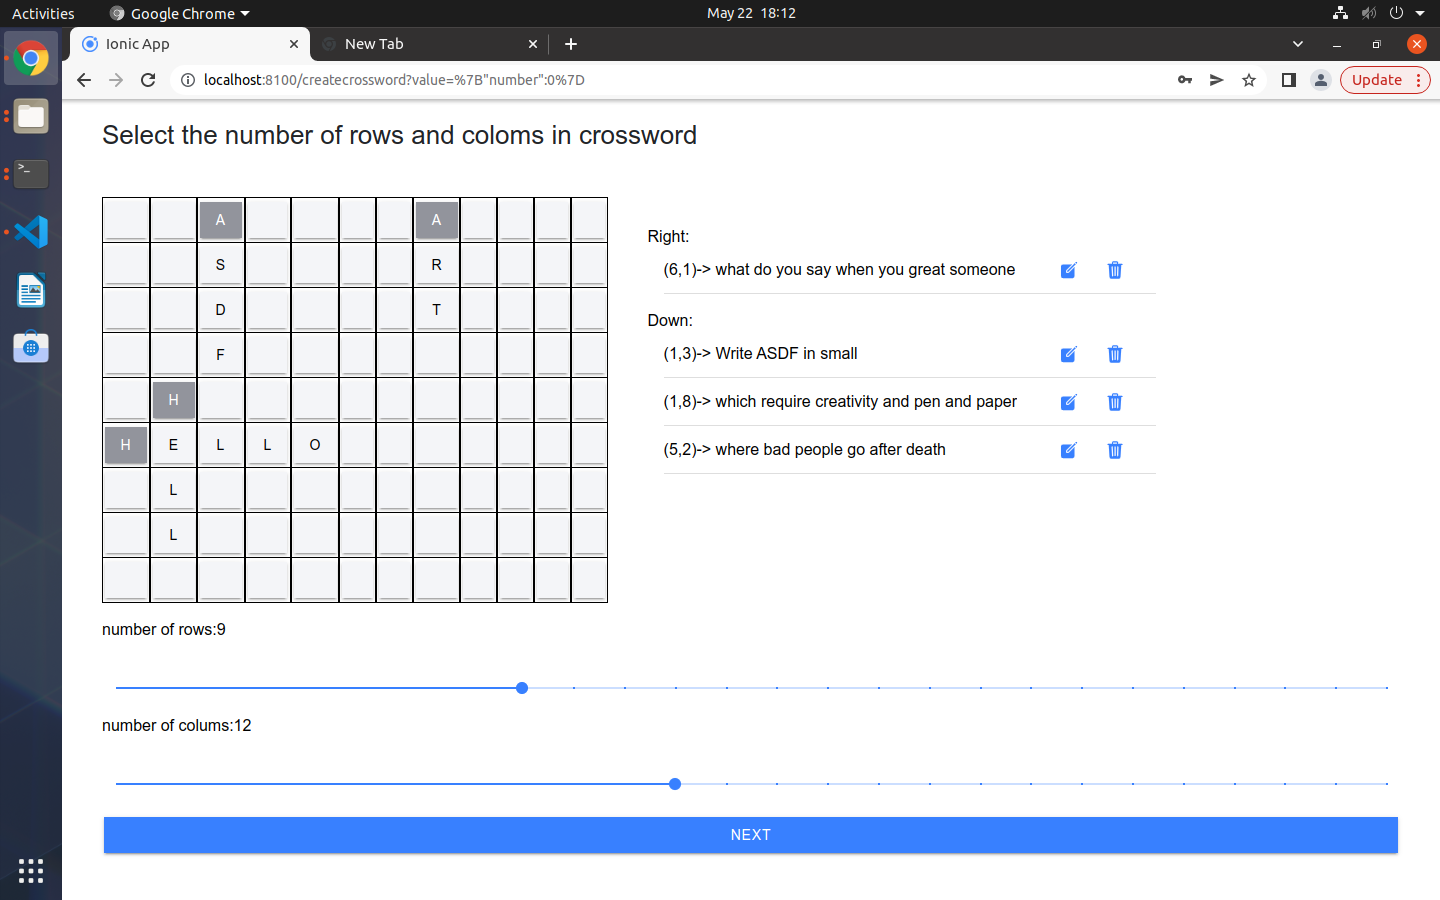 Activities Google Chrome May 22 18:12
Ionic App New Tab
localhost:8100/createcrossword?value=%7B"number":0%7D Update
Select the number of rows and coloms in crossword
A A
S R
D T
F
H
H E L L O
L
L
Right:
(6,1)-> what do you say when you great someone
Down:
(1,3)-> Write ASDF in small
(1,8)-> which require creativity and pen and paper
(5,2)-> where bad people go after death
number of rows:9
number of colums:12
NEXT